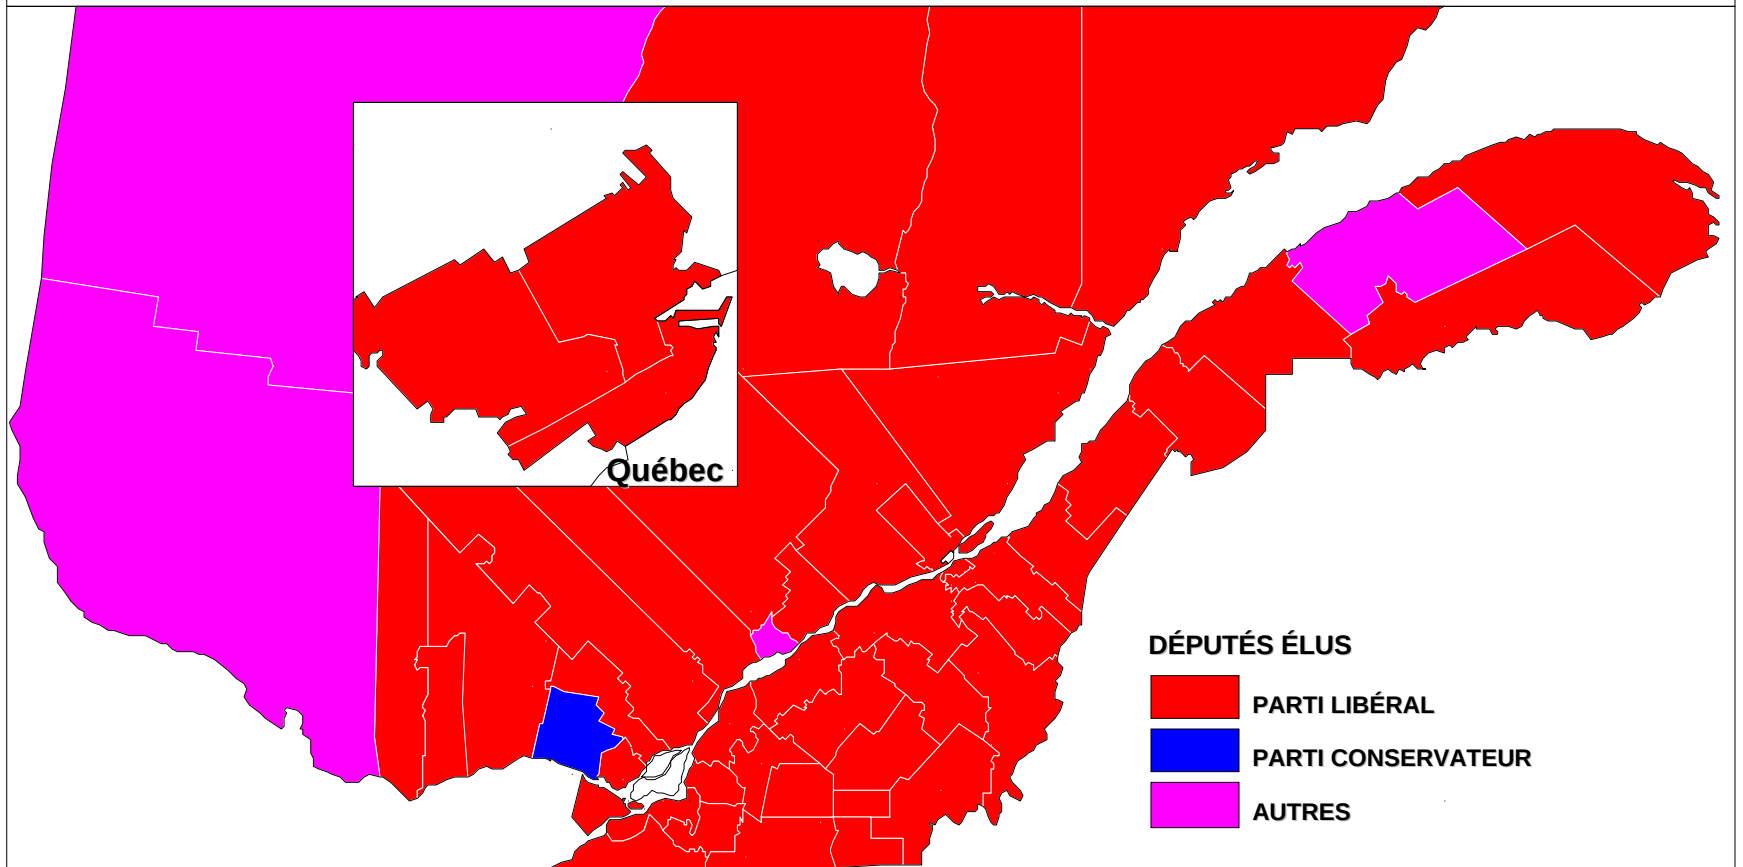 Québec
DÉPUTÉS ÉLUS
PARTI LIBÉRAL
PARTI CONSERVATEUR
AUTRES